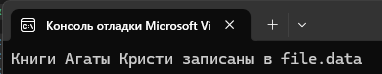 Консоль отладки Microsoft Vi
Книги Агаты Кристи записаны в file.data